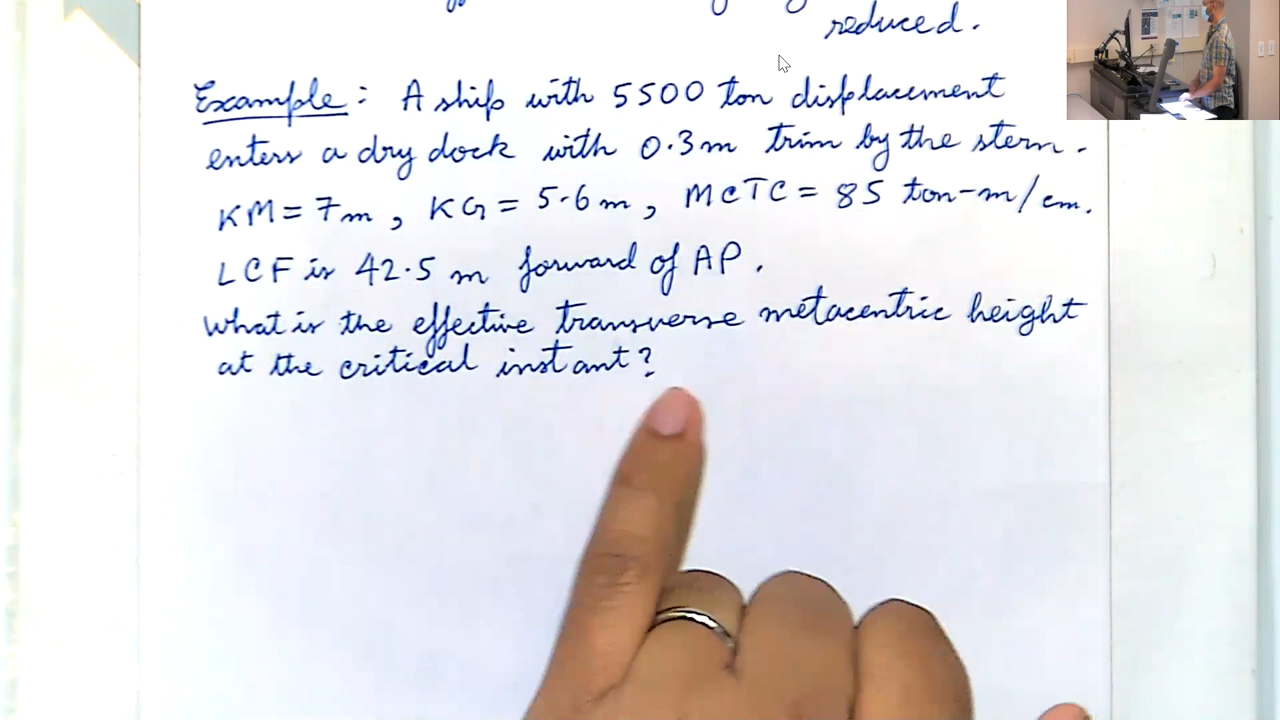 reduced.
Example: A ship with 5500 ton displacement
enters a dry dock with 0.3m trim by the stern.
KM = 7m, KG = 5.6m, MCTC = 85 ton-m/cm.
LCF is 42.5 m forward of AP.
What is the effective transverse metacentric height
at the critical instant?